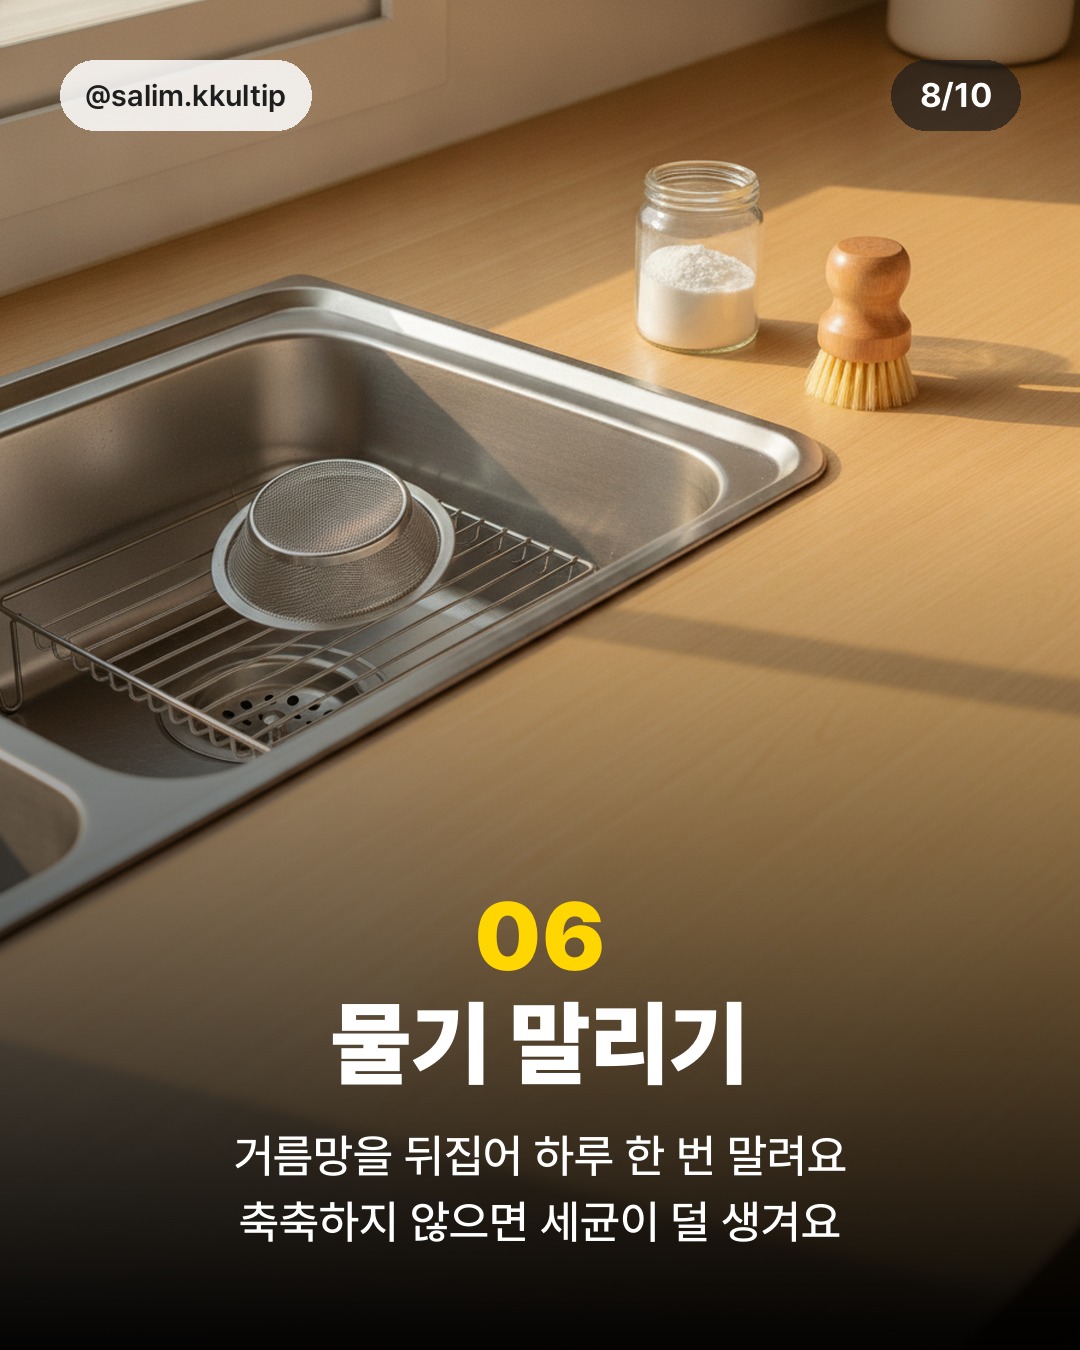 @salim.kkultip
8/10
06
물기 말리기
거름망을 뒤집어 하루 한 번 말려요
축축하지 않으면 세균이 덜 생겨요